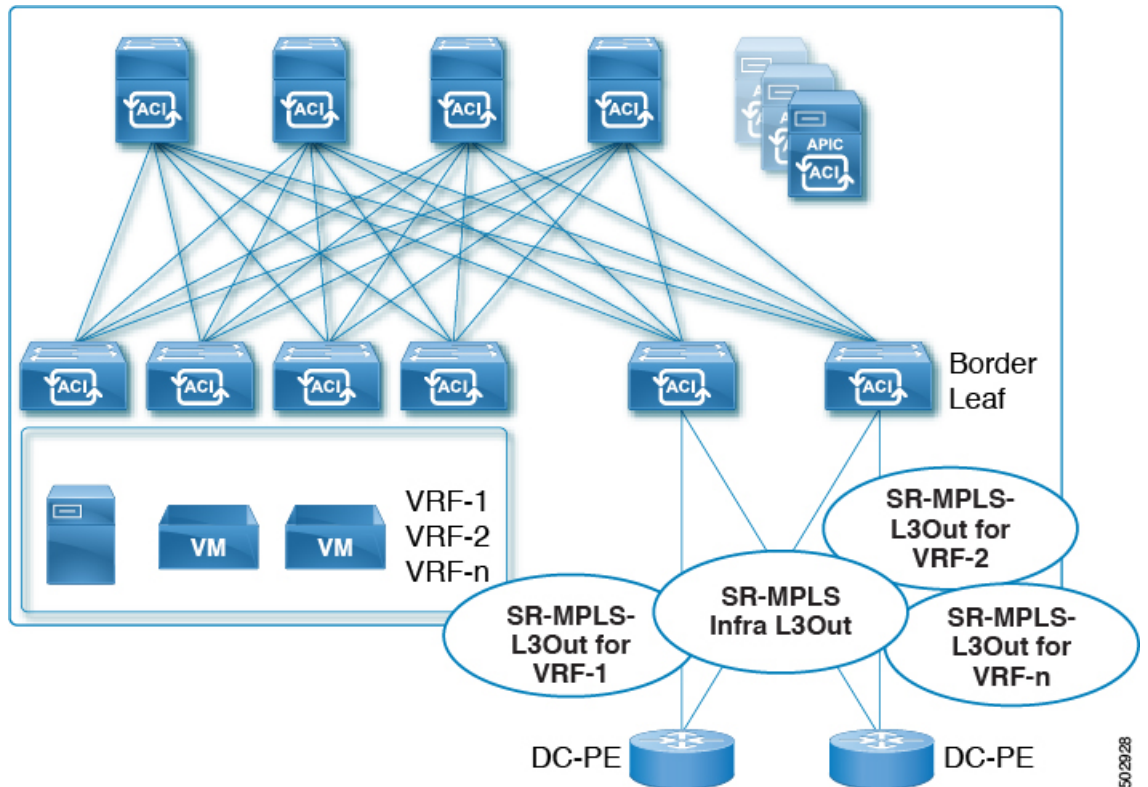 ACI
ACI
ACI
ACI
APIC
ACI
ACI
ACI
ACI
ACI
ACI
ACI
Border
Leaf
VM
VM
VRF-1
VRF-2
VRF-n
SR-MPLS-
L3Out for
VRF-2
SR-MPLS
Infra L3Out
SR-MPLS-
L3Out for
VRF-1
SR-MPLS-
L3Out for
VRF-n
DC-PE
DC-PE
502928